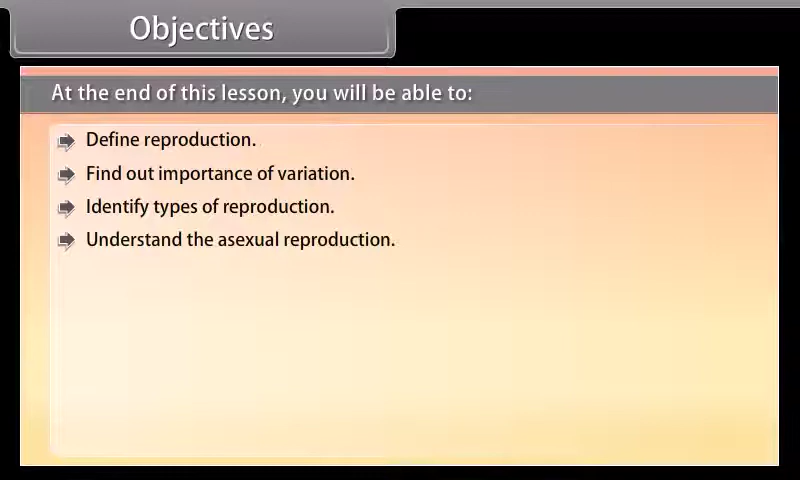 Objectives
At the end of this lesson, you will be able to:
Define reproduction.
Find out importance of variation.
Identify types of reproduction.
Understand the asexual reproduction.